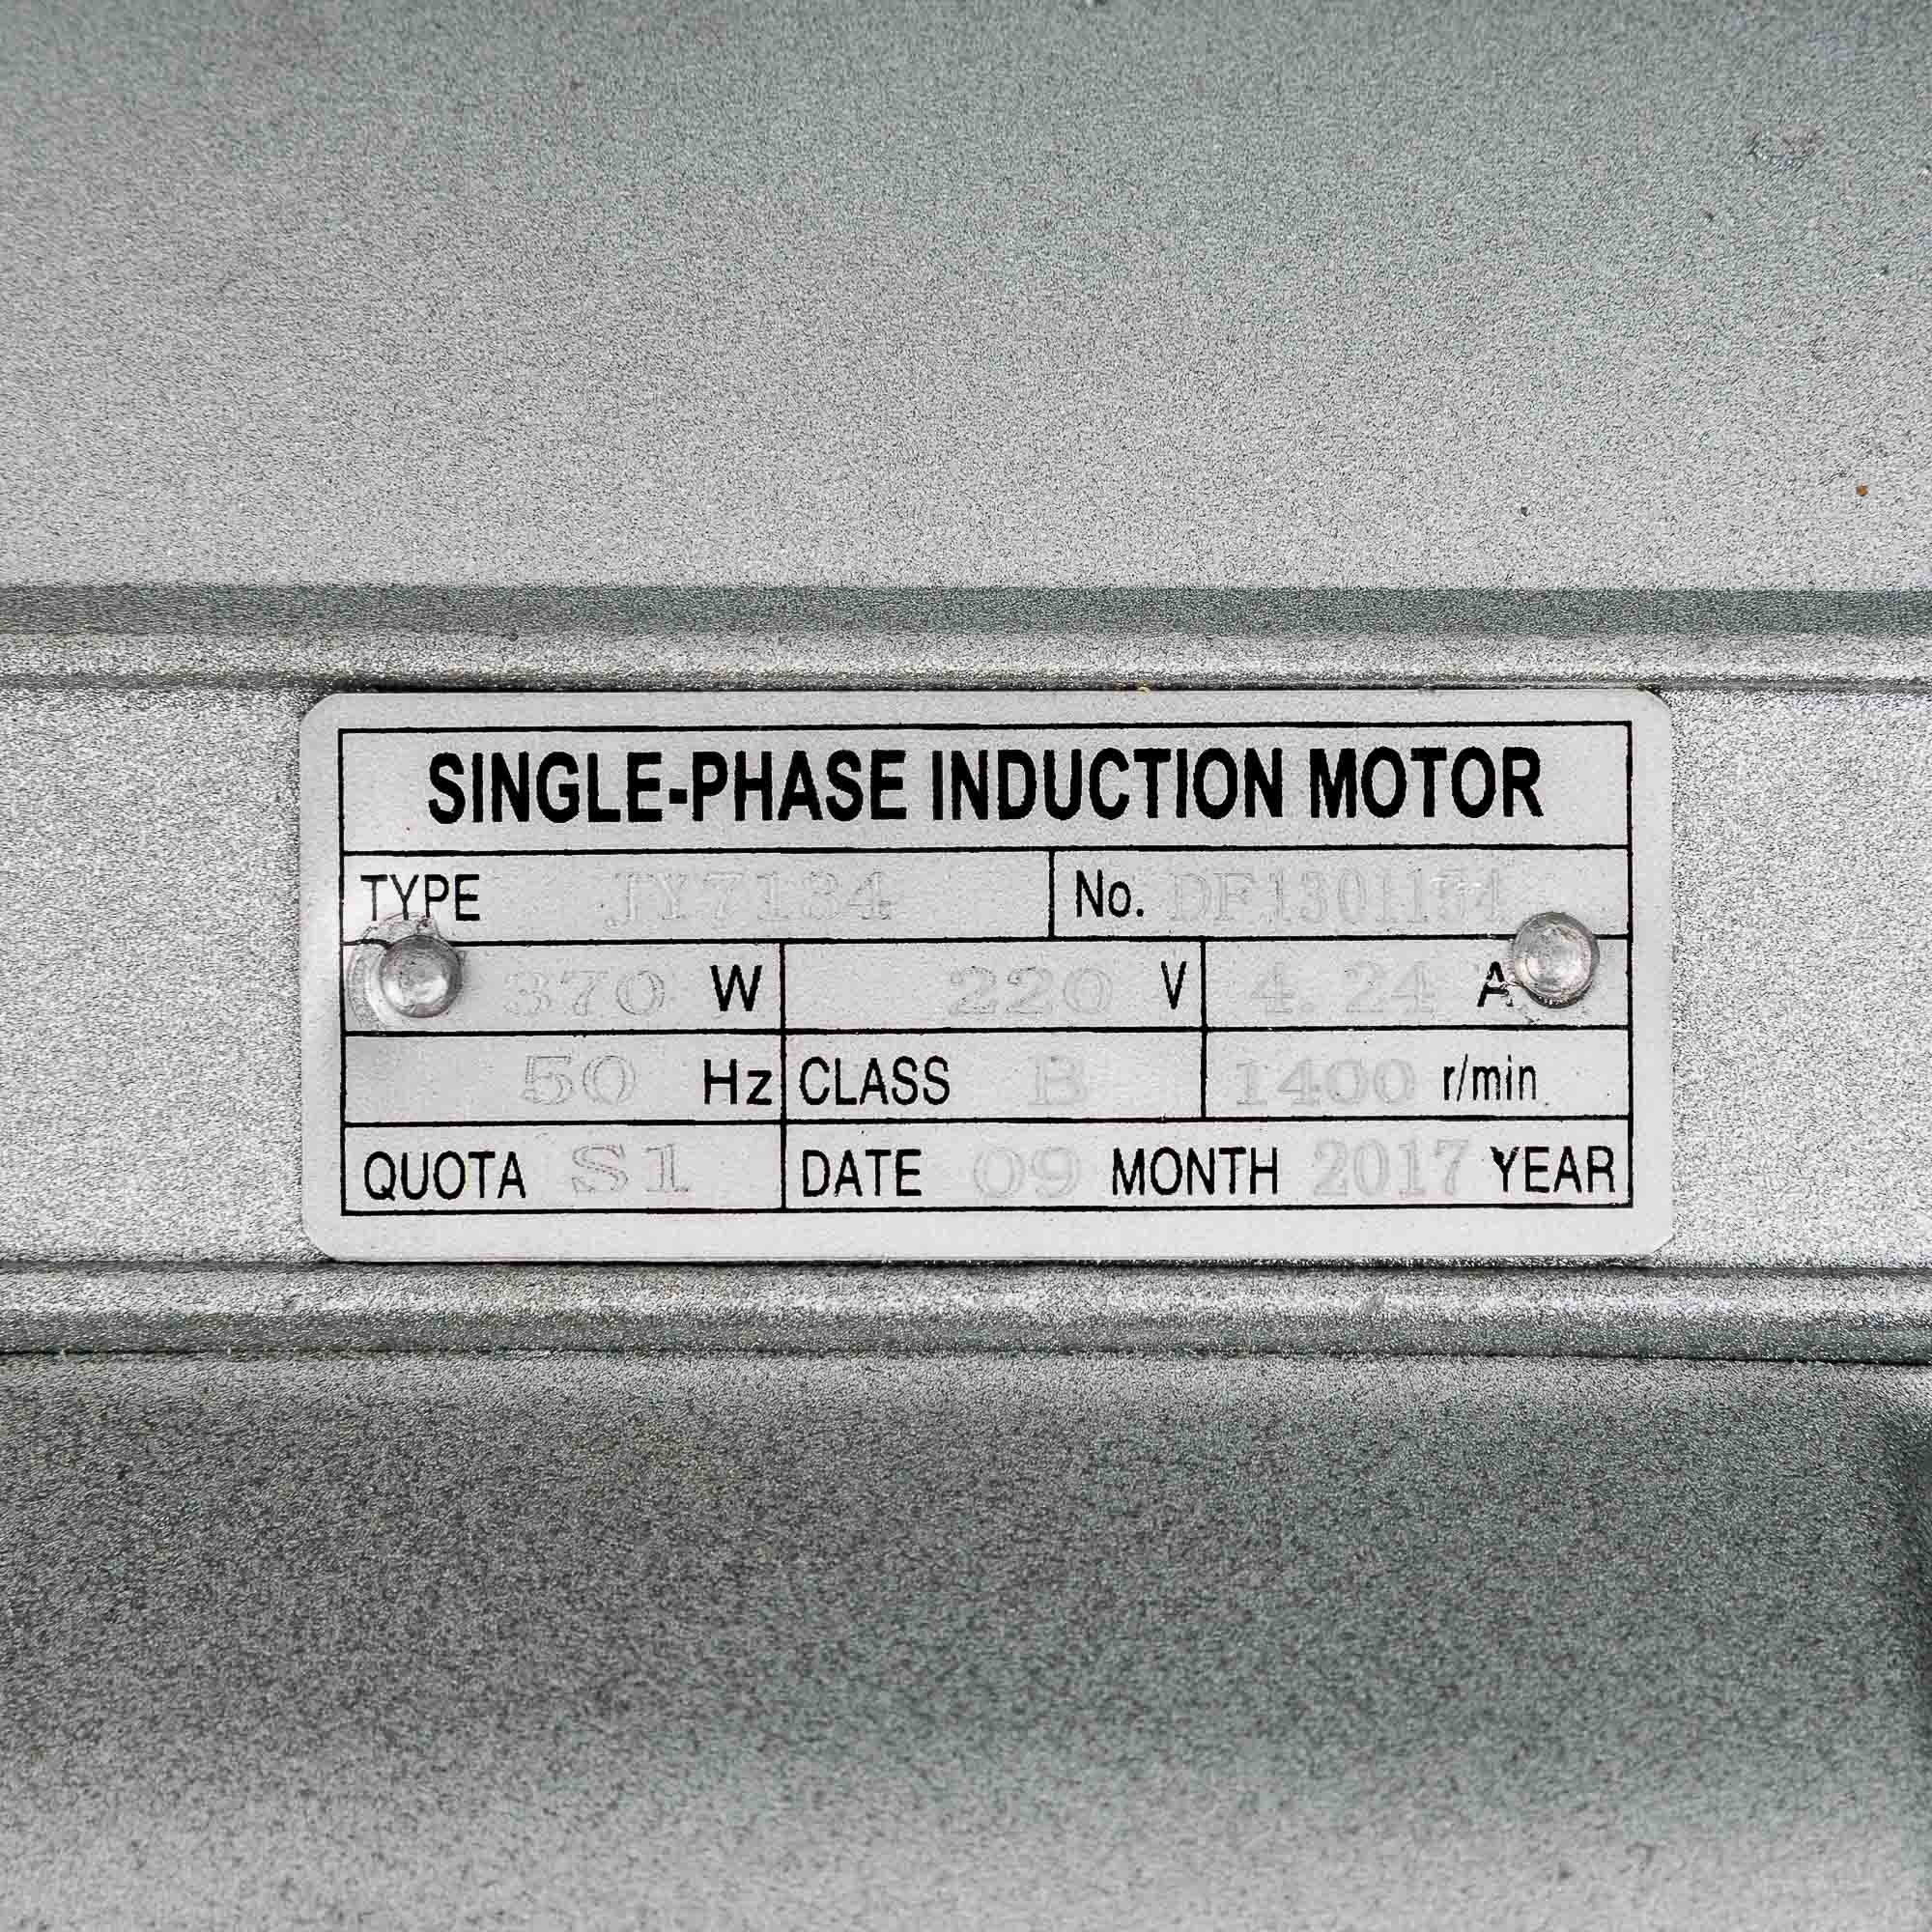 SINGLE-PHASE INDUCTION MOTOR
TYPE JY7134 No. DF1301154
370 W 220 V 4.24 A
50 Hz CLASS B 1400 r/min
QUOTA S1 DATE 09 MONTH 2017 YEAR